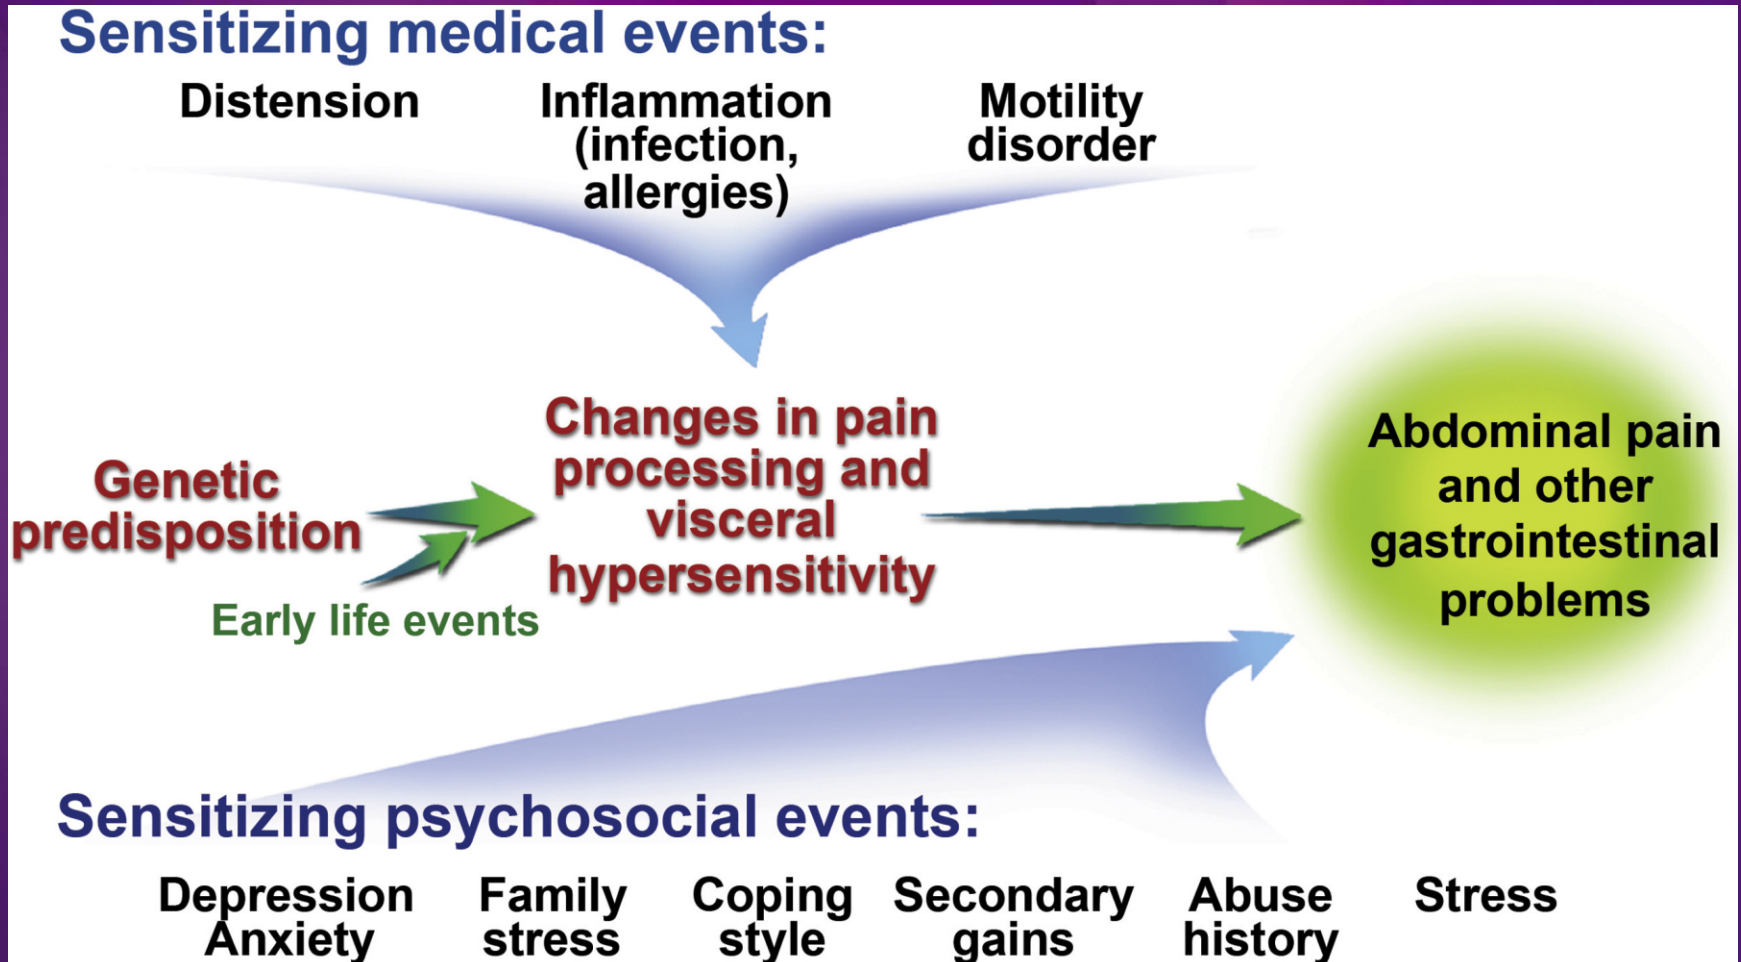 Sensitizing medical events:
Distension
Inflammation
(infection,
allergies)
Motility
disorder
Genetic
predisposition
Early life events
Changes in pain
processing and
visceral
hypersensitivity
Abdominal pain
and other
gastrointestinal
problems
Sensitizing psychosocial events:
Depression
Anxiety
Family
stress
Coping
style
Secondary
gains
Abuse
history
Stress